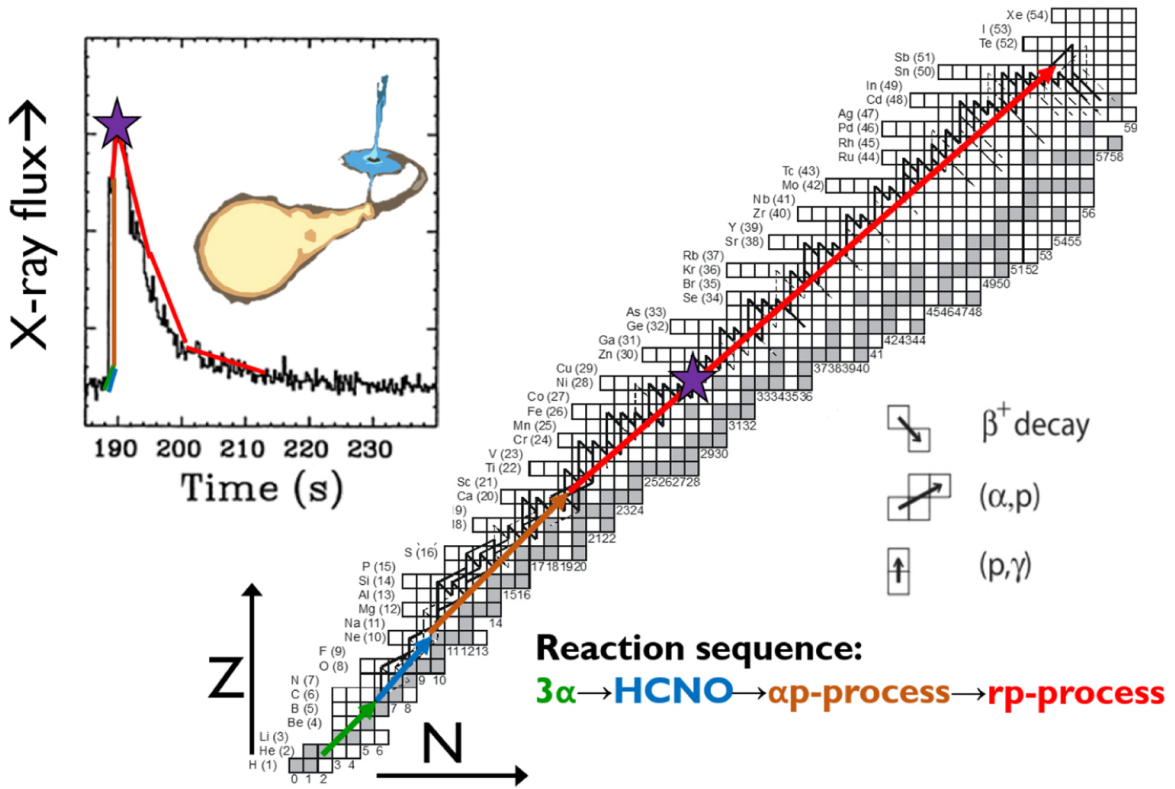 X-ray flux→
190 200 210 220 230
Time (s)
Xe (54)
I (53)
Te (52)
Sb (51)
Sn (50)
In (49)
Cd (48)
Ag (47)
Pd (46)
Rh (45)
Ru (44)
Tc (43)
Mo (42)
Nb (41)
Zr (40)
Y (39)
Sr (38)
Rb (37)
Kr (36)
Br (35)
Se (34)
As (33)
Ge (32)
Ga (31)
Zn (30)
Cu (29)
Ni (28)
Co (27)
Fe (26)
Mn (25)
Cr (24)
V (23)
Ti (22)
Sc (21)
Ca (20)
S (16)
P (15)
Si (14)
Al (13)
Mg (12)
Na (11)
Ne (10)
F (9)
O (8)
N (7)
C (6)
B (5)
Be (4)
Li (3)
He (2)
H (1)
59
5758
56
5455
53
5152
4950
45464748
424344
41
37383940
33343536
3132
2930
25262728
2324
2122
17181920
1516
14
111213
9 10
7 8
5 6
3 4
0 1 2
β+ decay
(α,p)
(p,γ)
Z
N
Reaction sequence:
3α→HCNO→αp-process→rp-process